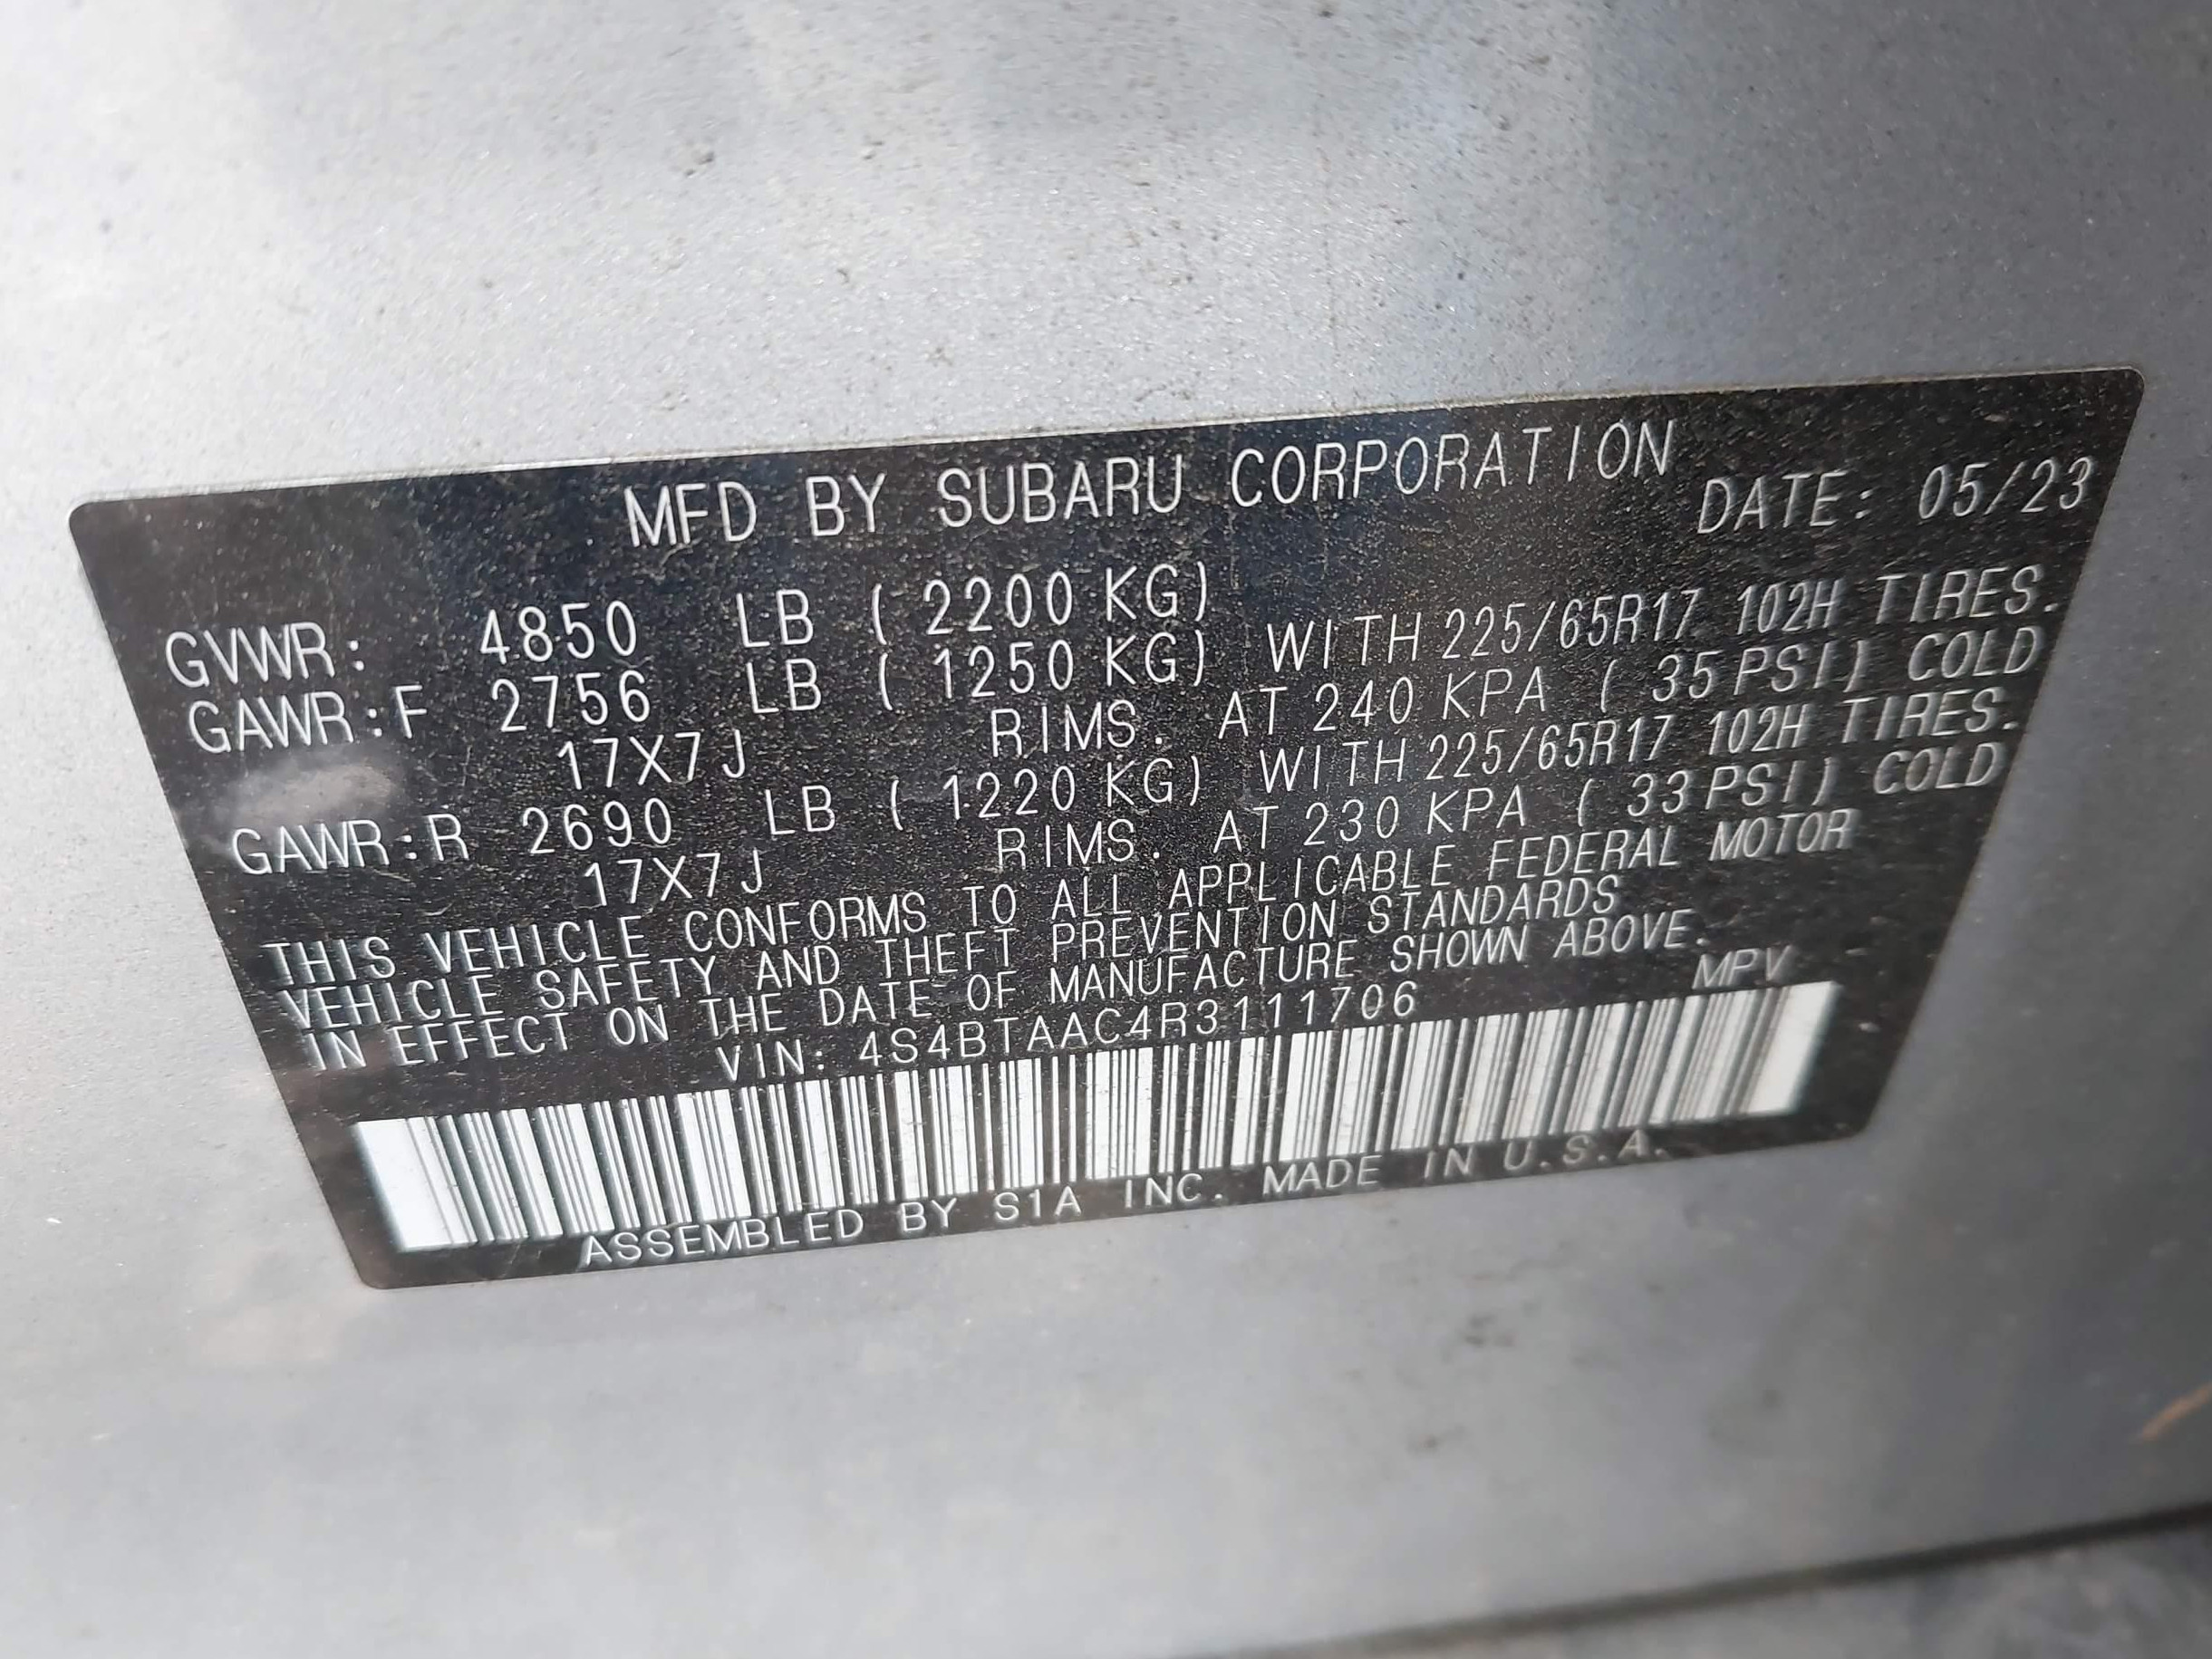 MFD BY SUBARU CORPORATION
DATE: 05/23
GVWR: 4850 LB ( 2200 KG)
GAWR:F 2756 LB ( 1250 KG) WITH 225/65R17 102H TIRES.
17X7J RIMS. AT 240 KPA ( 35 PSI) COLD
GAWR:R 2690 LB ( 1220 KG) WITH 225/65R17 102H TIRES.
17X7J RIMS. AT 230 KPA ( 33 PSI) COLD
THIS VEHICLE CONFORMS TO ALL APPLICABLE FEDERAL MOTOR
VEHICLE SAFETY AND THEFT PREVENTION STANDARDS
IN EFFECT ON THE DATE OF MANUFACTURE SHOWN ABOVE.
VIN: 4S4BTAAC4R3111706 MPV
ASSEMBLED BY S1A INC. MADE IN U.S.A.